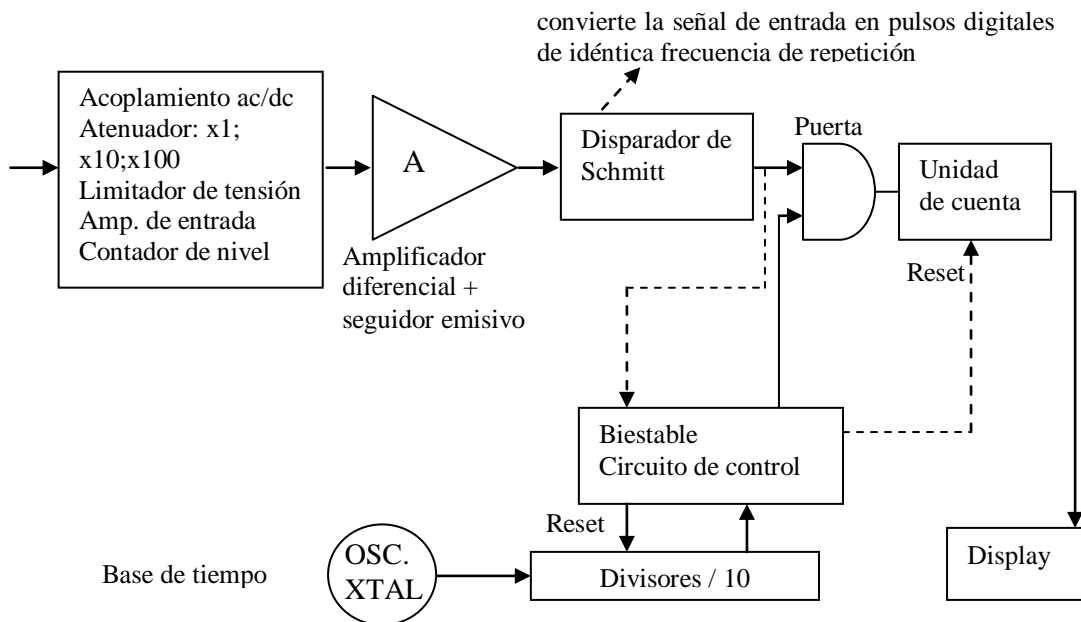 convierte la señal de entrada en pulsos digitales
de idéntica frecuencia de repetición
Acoplamiento ac/dc
Atenuador: x1;
x10;x100
Limitador de tensión
Amp. de entrada
Contador de nivel
A
Amplificador
diferencial +
seguidor emisivo
Disparador de
Schmitt
Puerta
Unidad
de cuenta
Reset
Biestable
Circuito de control
Reset
Base de tiempo
OSC.
XTAL
Divisores / 10
Display